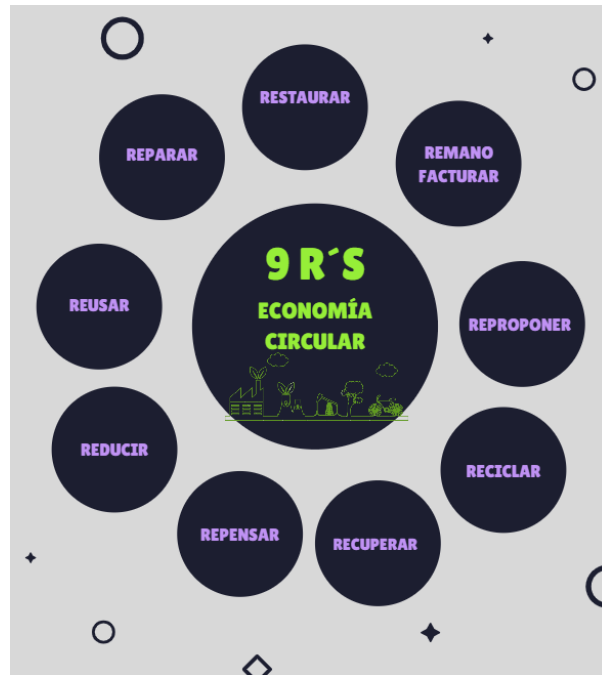 RESTAURAR
REPARAR
REMANO
FACTURAR
9 R´S
ECONOMÍA
CIRCULAR
REUSAR
REPROPONER
REDUCIR
RECICLAR
REPENSAR
RECUPERAR